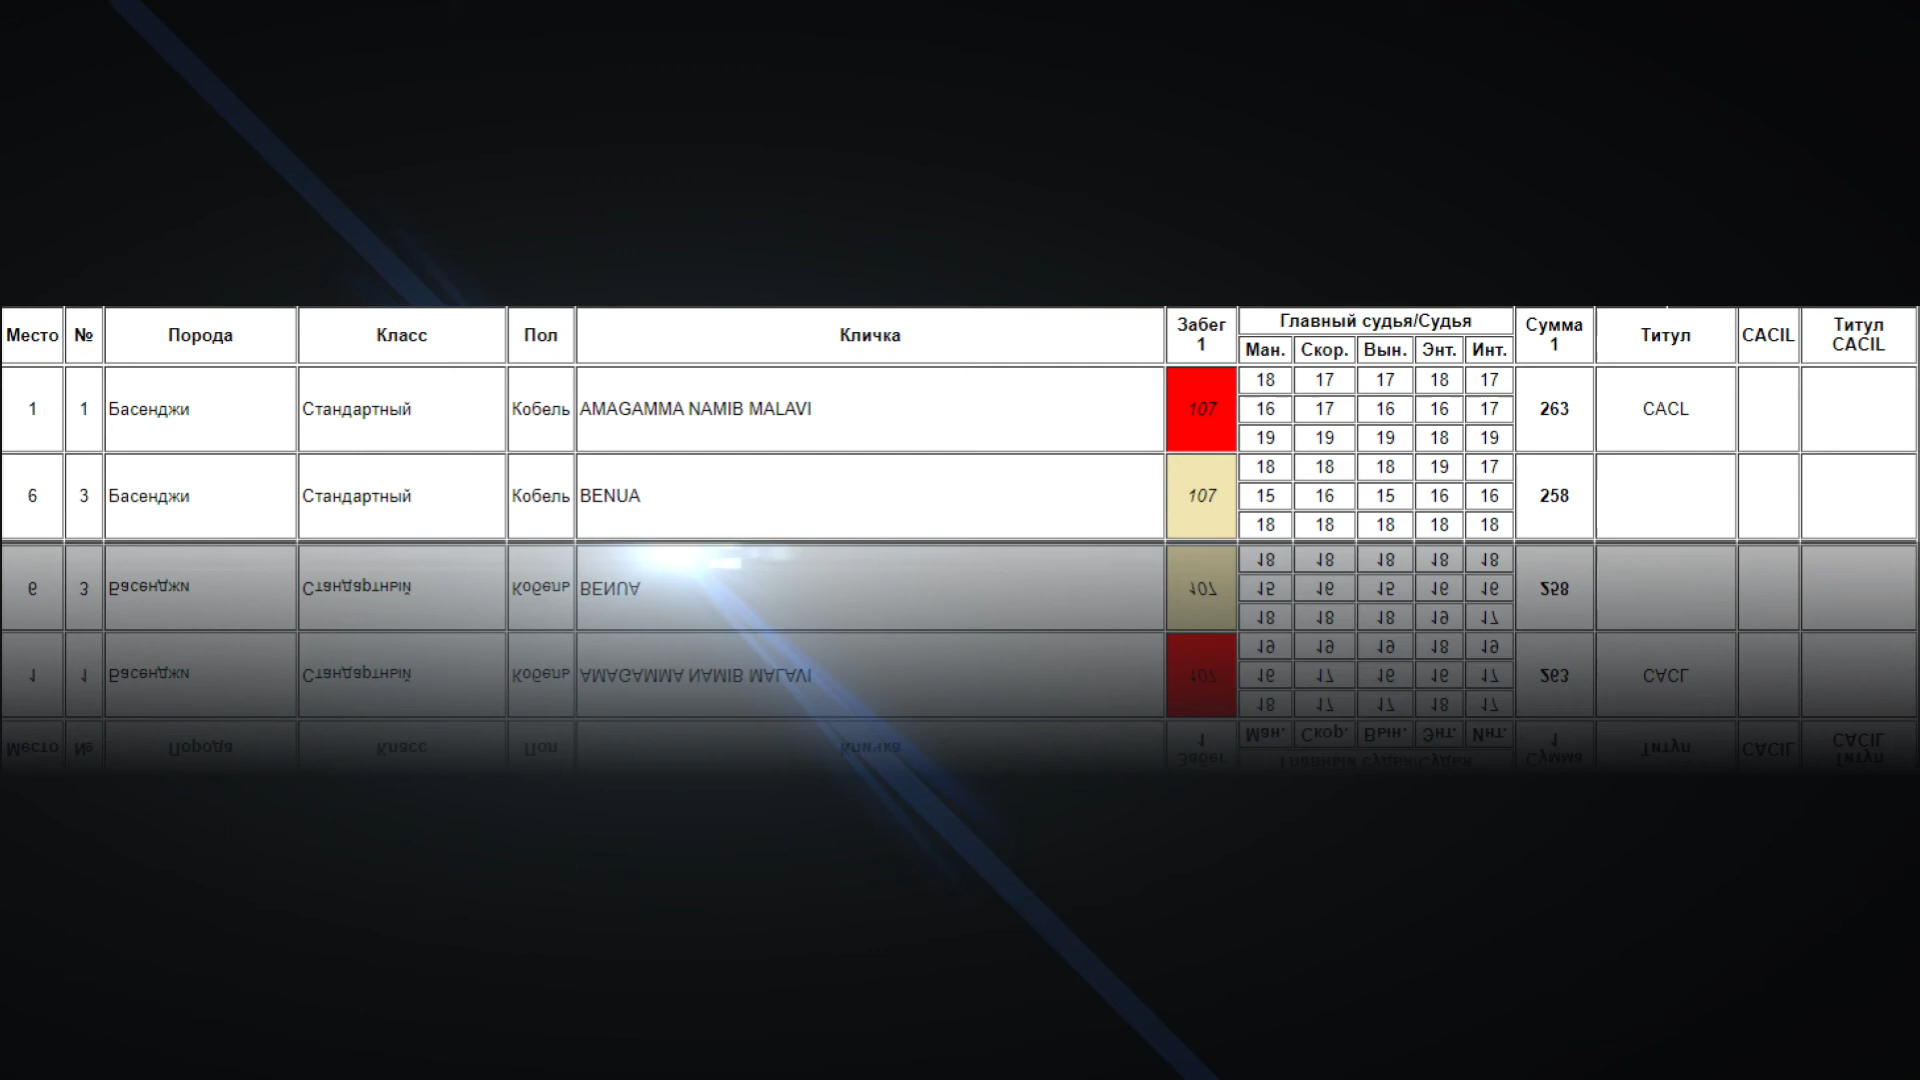 Место № Порода Класс Пол Кличка Забег 1 Главный судья/Судья Сумма 1 Титул CACIL Титул CACIL
Ман. Скор. Вын. Энт. Инт.
18 17 17 18 17
1 1 Басенджи Стандартный Кобель AMAGAMMA NAMIB MALAVI 107 16 17 16 16 17 263 CACL
19 19 19 18 19
18 18 18 19 17
6 3 Басенджи Стандартный Кобель BENUA 107 15 16 15 16 16 258
18 18 18 18 18